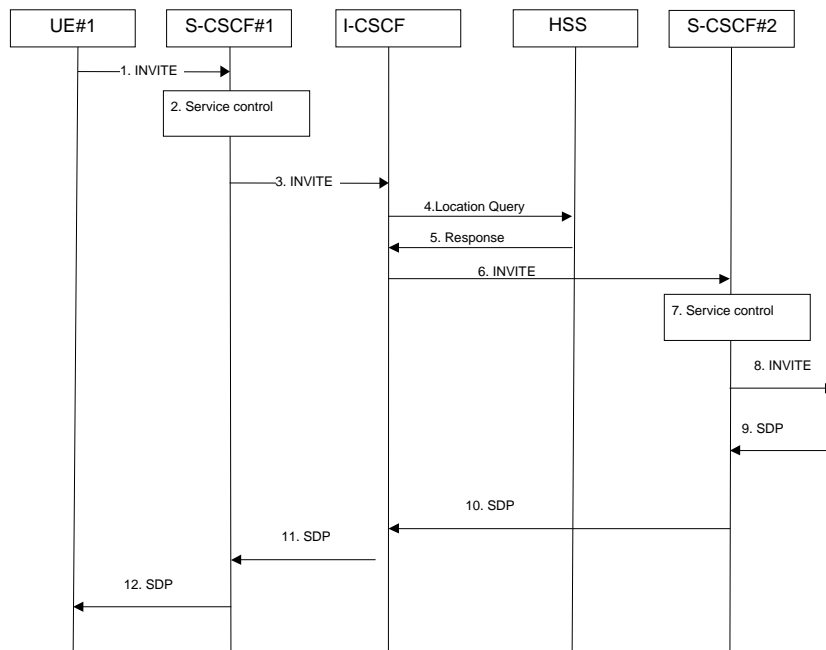 UE#1
S-CSCF#1
I-CSCF
HSS
S-CSCF#2
1. INVITE
2. Service control
3. INVITE
4.Location Query
5. Response
6. INVITE
7. Service control
8. INVITE
9. SDP
10. SDP
11. SDP
12. SDP